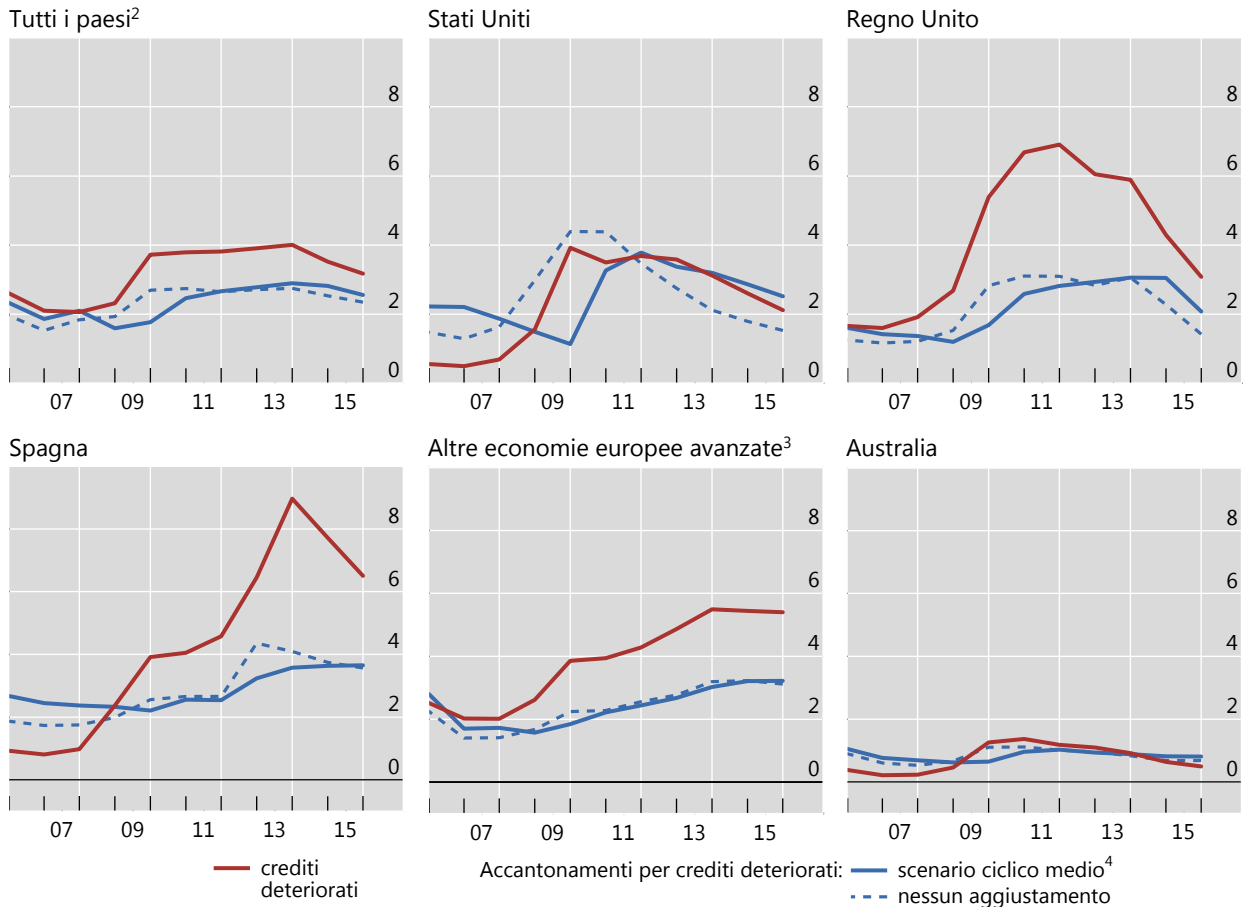 Tutti i paesi²
8
6
4
2
0
07 09 11 13 15
Stati Uniti
8
6
4
2
0
07 09 11 13 15
Regno Unito
8
6
4
2
0
07 09 11 13 15
Spagna
8
6
4
2
0
07 09 11 13 15
Altre economie europee avanzate³
8
6
4
2
0
07 09 11 13 15
Australia
8
6
4
2
0
07 09 11 13 15
crediti
deteriorati
Accantonamenti per crediti deteriorati:
scenario ciclico medio⁴
nessun aggiustamento